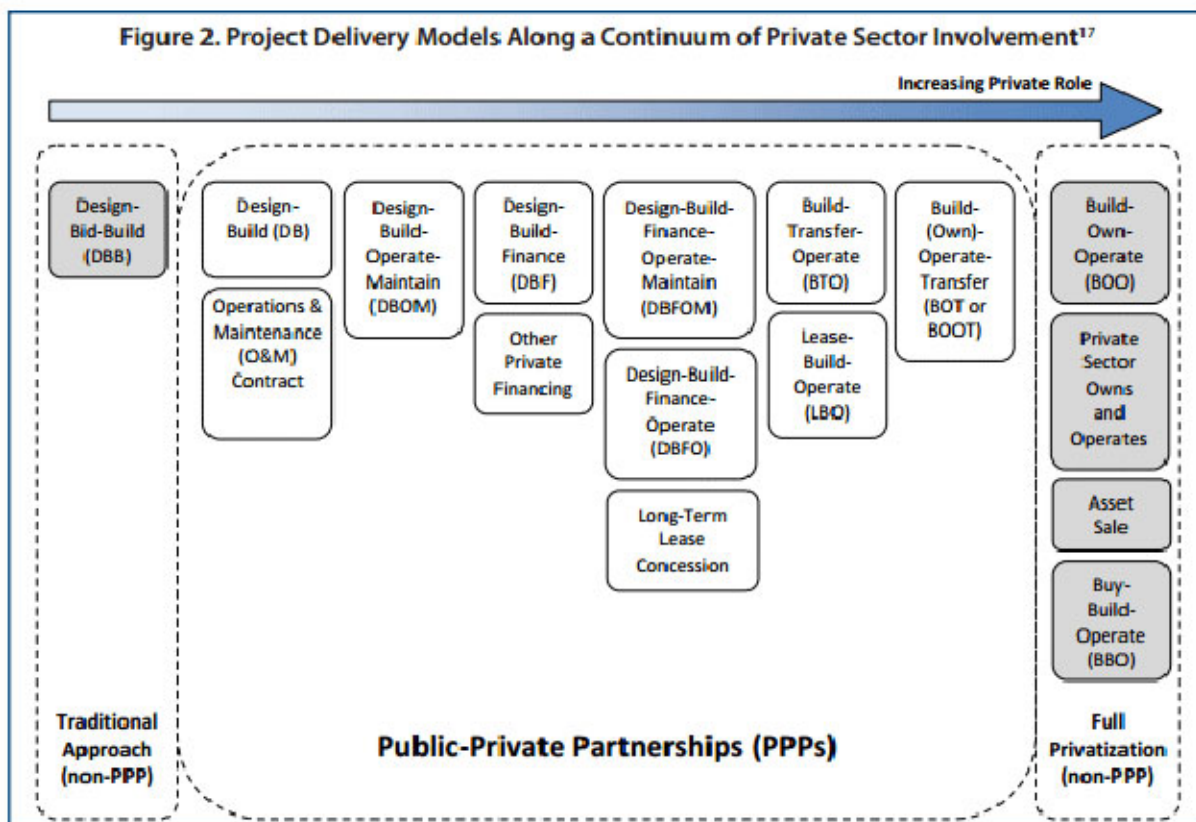 Figure 2. Project Delivery Models Along a Continuum of Private Sector Involvement¹⁷
Increasing Private Role
Design-
Bid-Build
(DBB)
Traditional
Approach
(non-PPP)
Design-
Build (DB)
Operations &
Maintenance
(O&M)
Contract
Design-
Build-
Operate-
Maintain
(DBOM)
Design-
Build-
Finance
(DBF)
Other
Private
Financing
Design-Build-
Finance-
Operate-
Maintain
(DBFOM)
Design-Build-
Finance-
Operate
(DBFO)
Long-Term
Lease
Concession
Build-
Transfer-
Operate
(BTO)
Lease-
Build-
Operate
(LBO)
Build-
(Own)-
Operate-
Transfer
(BOT or
BOOT)
Public-Private Partnerships (PPPs)
Build-
Own-
Operate
(BOO)
Private
Sector
Owns
and
Operates
Asset
Sale
Buy-
Build-
Operate
(BBO)
Full
Privatization
(non-PPP)